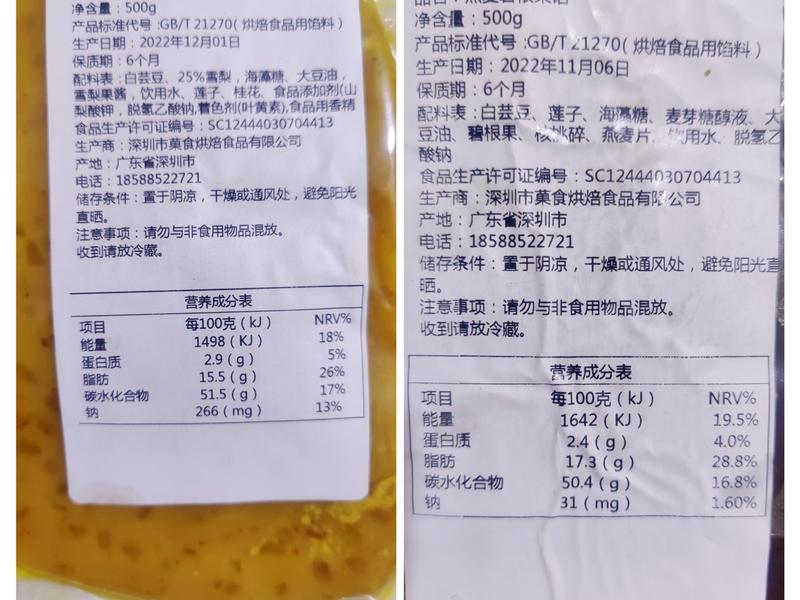 净含量：500g
产品标准代号:GB/T 21270(烘焙食品用馅料)
生产日期：2022年12月01日
保质期：6个月
配料表：白芸豆、25%雪梨，海藻糖、大豆油，
雪梨果酱，饮用水、莲子、桂花、食品添加剂(山
梨酸钾，脱氢乙酸钠,着色剂(叶黄素),食品用香精
食品生产许可证编号：SC12444030704413
生产商：深圳市菓食烘焙食品有限公司
产地：广东省深圳市
电话：18588522721
储存条件：置于阴凉，干燥或通风处，避免阳光
直晒。
注意事项：请勿与非食用物品混放。
收到请放冷藏。
营养成分表
项目 每100克(kJ) NRV%
能量 1498(KJ) 18%
蛋白质 2.9(g) 5%
脂肪 15.5(g) 26%
碳水化合物 51.5(g) 17%
钠 266(mg) 13%
净含量：500g
产品标准代号:GB/T 21270(烘焙食品用馅料)
生产日期：2022年11月06日
保质期：6个月
配料表：白芸豆、莲子、海藻糖、麦芽糖醇液、大
豆油、碧根果、核桃碎、燕麦片、饮用水、脱氢乙
酸钠
食品生产许可证编号：SC12444030704413
生产商：深圳市菓食烘焙食品有限公司
产地：广东省深圳市
电话：18588522721
储存条件：置于阴凉，干燥或通风处，避免阳光直
晒。
注意事项：请勿与非食用物品混放。
收到请放冷藏。
营养成分表
项目 每100克(kJ) NRV%
能量 1642(KJ) 19.5%
蛋白质 2.4(g) 4.0%
脂肪 17.3(g) 28.8%
碳水化合物 50.4(g) 16.8%
钠 31(mg) 1.60%